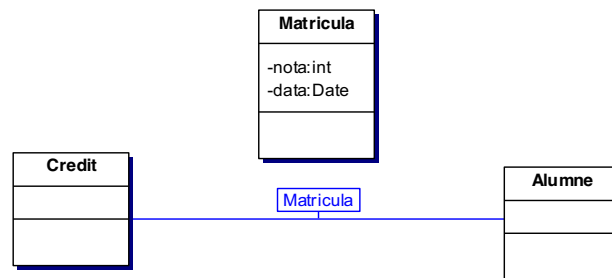 Matricula
-nota:int
-data:Date
Credit
Alumne
Matricula